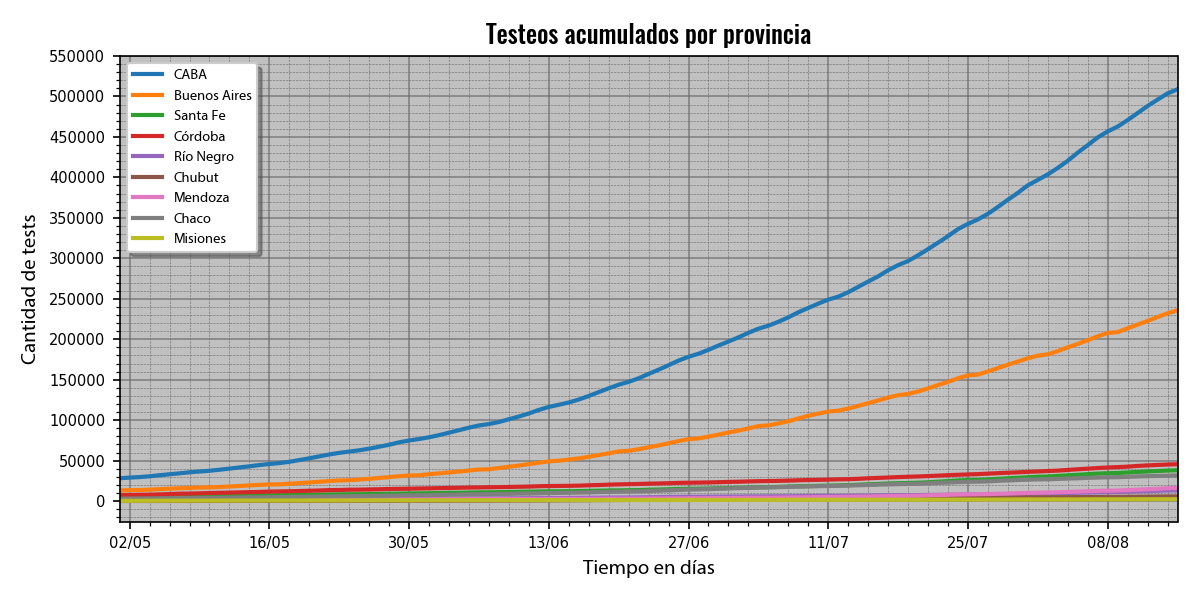 Testeos acumulados por provincia
550000
500000
450000
400000
350000
300000
250000
200000
150000
100000
50000
0
Cantidad de tests
CABA
Buenos Aires
Santa Fe
Córdoba
Río Negro
Chubut
Mendoza
Chaco
Misiones
02/05 16/05 30/05 13/06 27/06 11/07 25/07 08/08
Tiempo en días